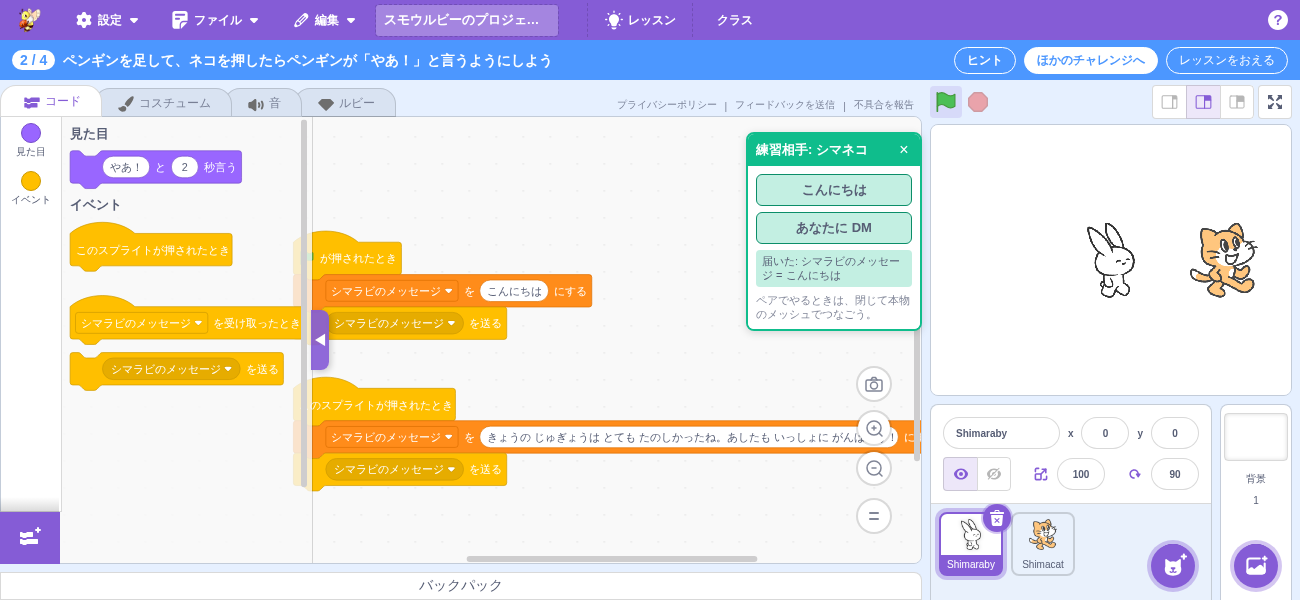 設定 ファイル 編集 スモウルビーのプロジェ… レッスン クラス ?
2 / 4 ペンギンを足して、ネコを押したらペンギンが「やあ！」と言うようにしよう ヒント ほかのチャレンジへ レッスンをおえる
コード コスチューム 音 ルビー プライバシーポリシー | フィードバックを送信 | 不具合を報告
見た目
イベント
見た目
やあ！ と 2 秒言う
イベント
このスプライトが押されたとき
シマラビのメッセージ を受け取ったとき
シマラビのメッセージ を送る
が押されたとき
シマラビのメッセージ を こんにちは にする
シマラビのメッセージ を送る
のスプライトが押されたとき
シマラビのメッセージ を きょうの じゅぎょうは とても たのしかったね。あしたも いっしょに がんば
シマラビのメッセージ を送る
練習相手: シマネコ ×
こんにちは
あなたに DM
届いた: シマラビのメッセー
ジ = こんにちは
ペアでやるときは、閉じて本物
のメッシュでつなごう。
Shimaraby x 0 y 0
100 90
Shimaraby Shimacat
背景
1
バックパック